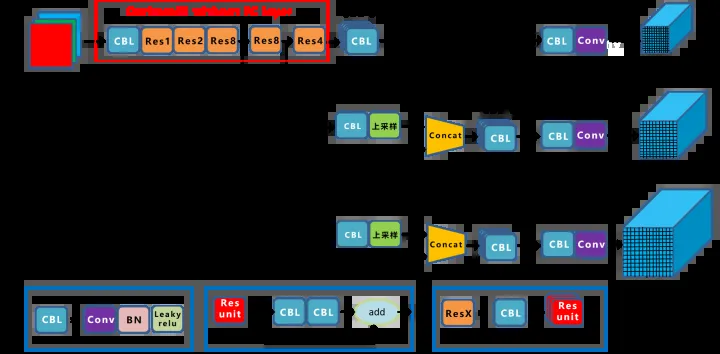 Darknet53 without FC layer
CBL Res1 Res2 Res8 Res8 Res4 CBL CBL Conv
CBL 上采样 Concat CBL CBL Conv
CBL 上采样 Concat CBL CBL Conv
CBL Conv BN Leaky relu
Res unit CBL CBL add
ResX CBL Res unit